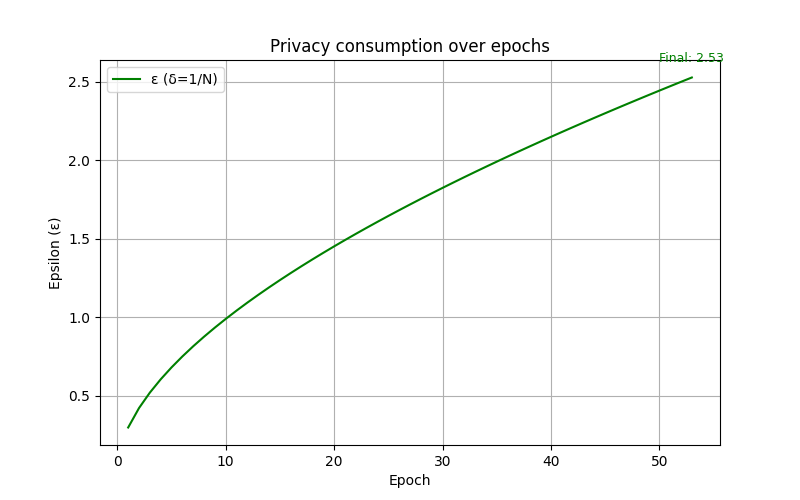 Privacy consumption over epochs
Final: 2.53
ε (δ=1/N)
Epsilon (ε)
2.5
2.0
1.5
1.0
0.5
0
10
20
30
40
50
Epoch